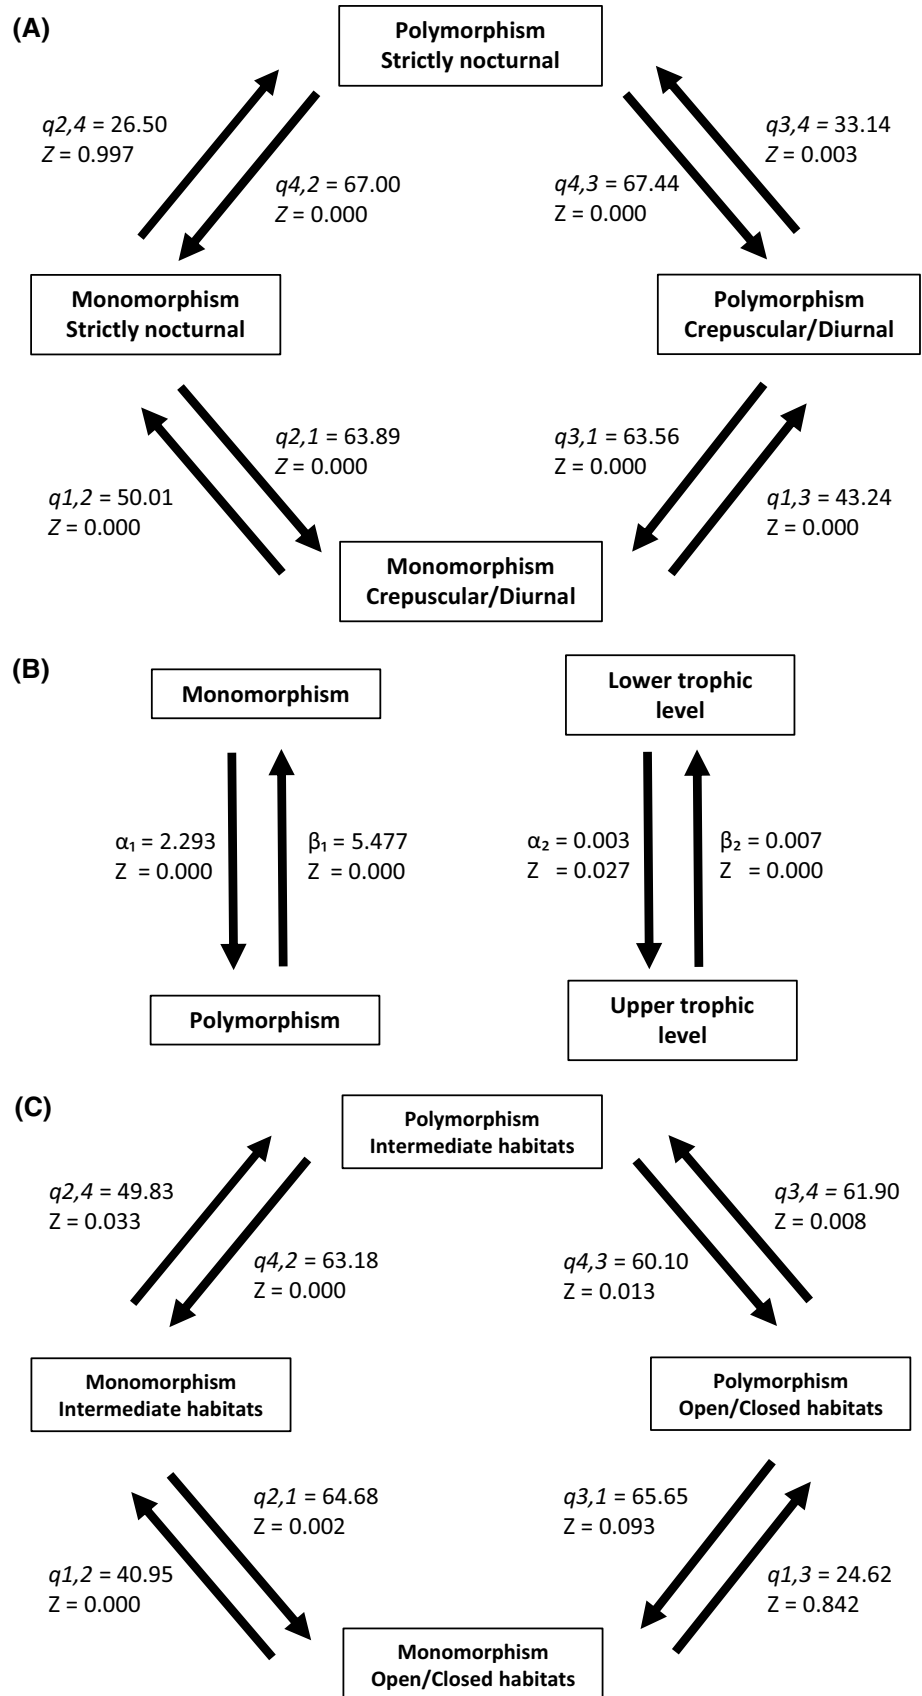 (A)
Polymorphism
Strictly nocturnal
q2,4 = 26.50
Z = 0.997
q4,2 = 67.00
Z = 0.000
q4,3 = 67.44
Z = 0.000
q3,4 = 33.14
Z = 0.003
Monomorphism
Strictly nocturnal
Polymorphism
Crepuscular/Diurnal
q1,2 = 50.01
Z = 0.000
q2,1 = 63.89
Z = 0.000
q3,1 = 63.56
Z = 0.000
q1,3 = 43.24
Z = 0.000
Monomorphism
Crepuscular/Diurnal
(B)
Monomorphism
α₁ = 2.293
Z = 0.000
β₁ = 5.477
Z = 0.000
Polymorphism
Lower trophic
level
α₂ = 0.003
Z = 0.027
β₂ = 0.007
Z = 0.000
Upper trophic
level
(C)
Polymorphism
Intermediate habitats
q2,4 = 49.83
Z = 0.033
q4,2 = 63.18
Z = 0.000
q4,3 = 60.10
Z = 0.013
q3,4 = 61.90
Z = 0.008
Monomorphism
Intermediate habitats
Polymorphism
Open/Closed habitats
q1,2 = 40.95
Z = 0.000
q2,1 = 64.68
Z = 0.002
q3,1 = 65.65
Z = 0.093
q1,3 = 24.62
Z = 0.842
Monomorphism
Open/Closed habitats